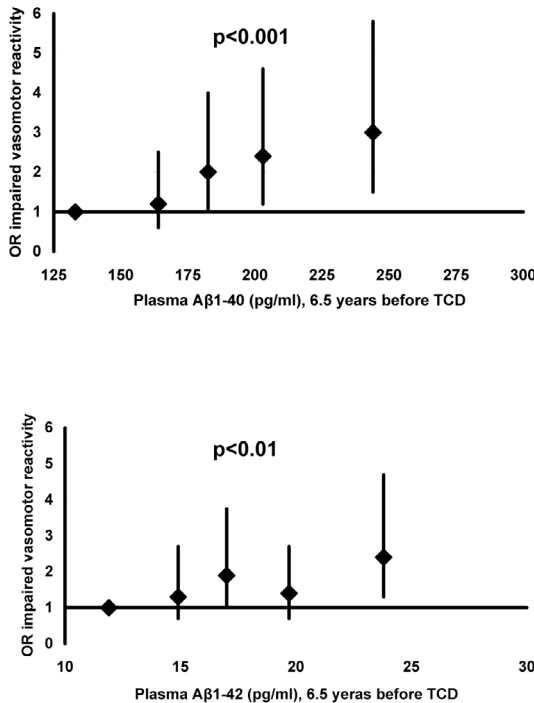 6
p<0.001
5
4
3
2
1
0
OR impaired vasomotor reactivity
125 150 175 200 225 250 275 300
Plasma Aβ1-40 (pg/ml), 6.5 years before TCD
6
p<0.01
5
4
3
2
1
0
OR impaired vasomotor reactivity
10 15 20 25 30
Plasma Aβ1-42 (pg/ml), 6.5 yeras before TCD